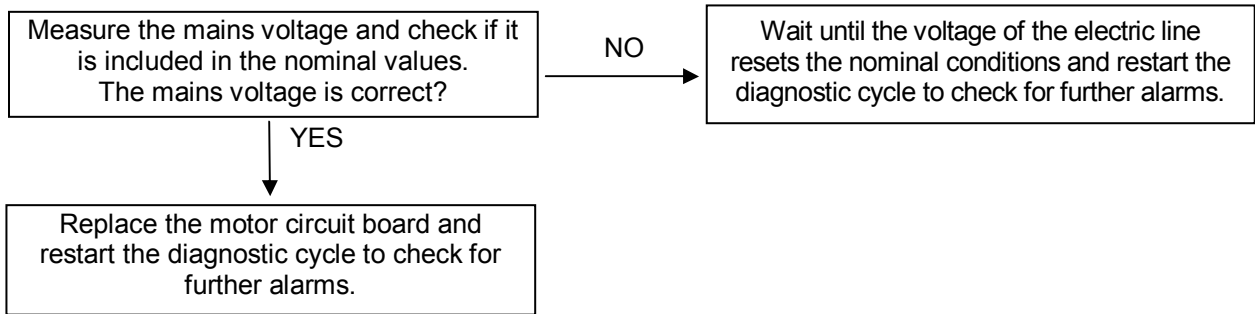 Measure the mains voltage and check if it
is included in the nominal values.
The mains voltage is correct?
NO
Wait until the voltage of the electric line
resets the nominal conditions and restart the
diagnostic cycle to check for further alarms.
YES
Replace the motor circuit board and
restart the diagnostic cycle to check for
further alarms.